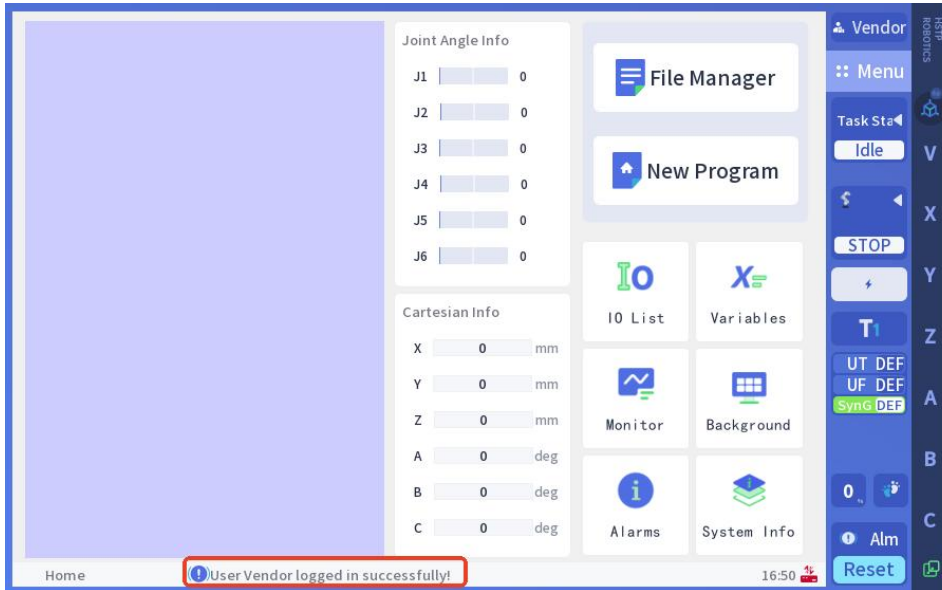 Joint Angle Info
J1 0
J2 0
J3 0
J4 0
J5 0
J6 0
Cartesian Info
X 0 mm
Y 0 mm
Z 0 mm
A 0 deg
B 0 deg
C 0 deg
File Manager
New Program
IO
IO List
X=
Variables
Monitor
Background
Alarms
System Info
Vendor
Menu
Task Sta
Idle
STOP
T1
UT DEF
UF DEF
SynG DEF
0 %
Alm
Reset
HSTP
ROBOTICS
V
X
Y
Z
A
B
C
Home
User Vendor logged in successfully!
16:50